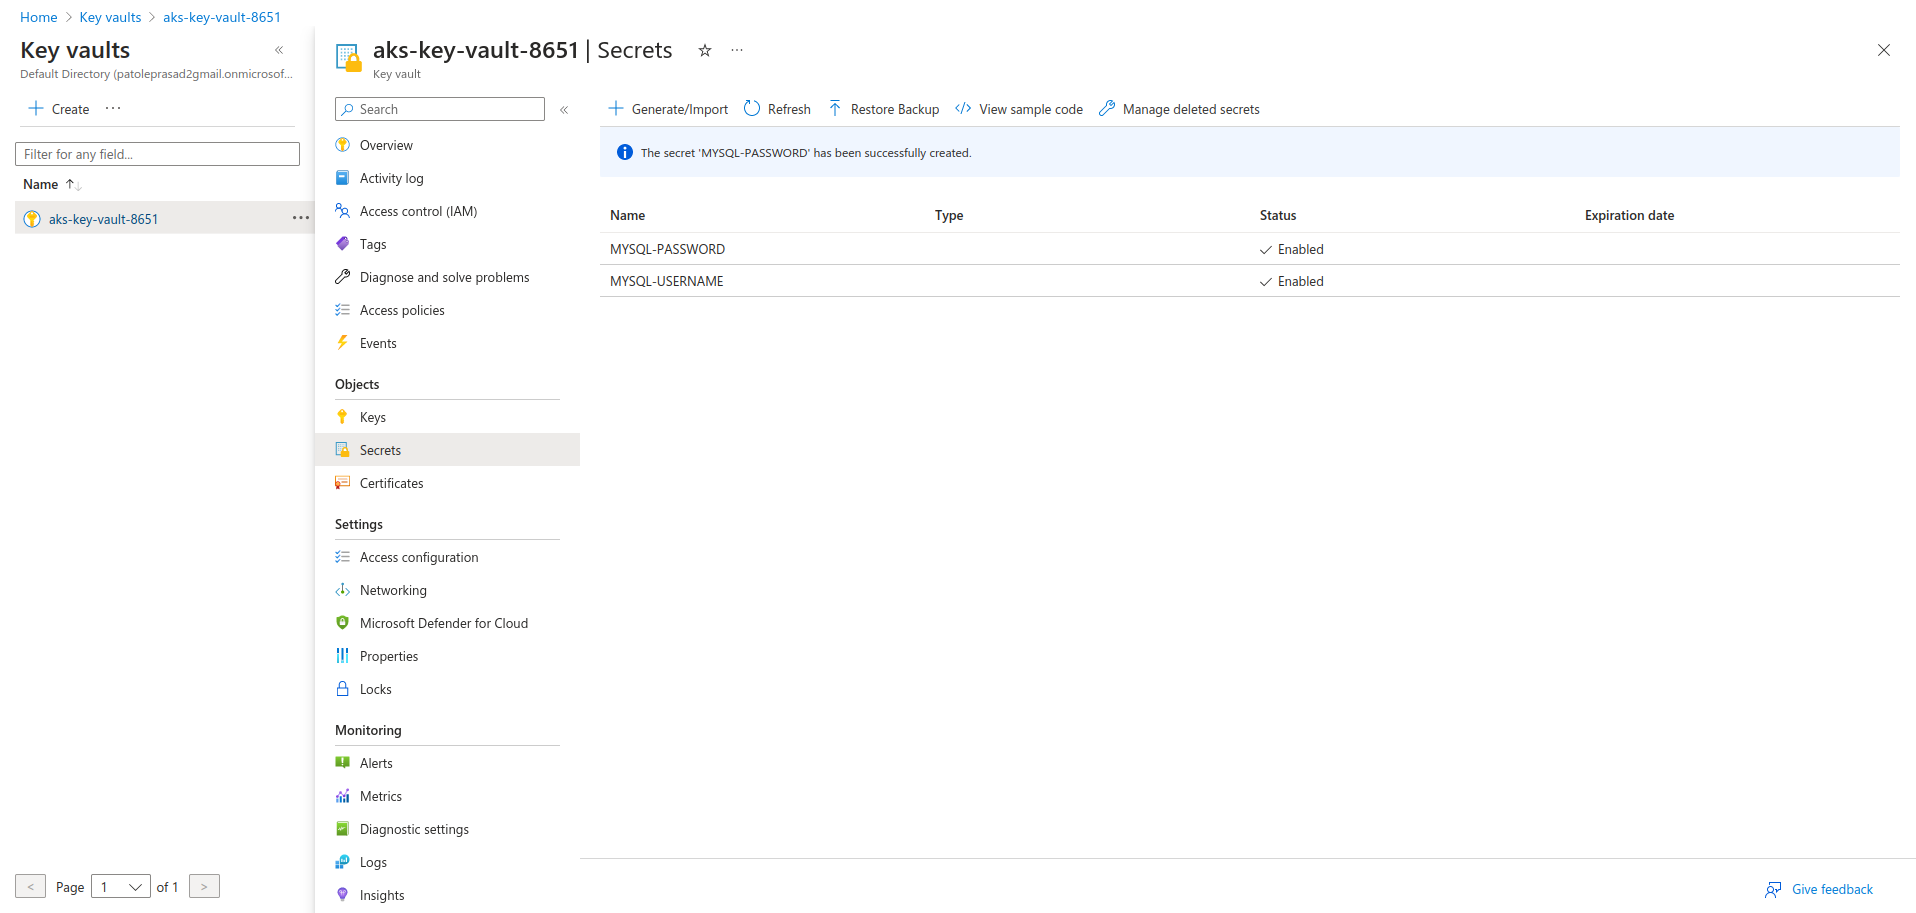 Home > Key vaults > aks-key-vault-8651
Key vaults
«
Default Directory (patoleprasad2gmail.onmicrosof...
+ Create ...
Filter for any field...
Name ↑↓
aks-key-vault-8651 ...
< Page 1 of 1 >
aks-key-vault-8651 | Secrets ☆ ...
Key vault
Search «
Overview
Activity log
Access control (IAM)
Tags
Diagnose and solve problems
Access policies
Events
Objects
Keys
Secrets
Certificates
Settings
Access configuration
Networking
Microsoft Defender for Cloud
Properties
Locks
Monitoring
Alerts
Metrics
Diagnostic settings
Logs
Insights
+ Generate/Import Refresh Restore Backup </> View sample code Manage deleted secrets
The secret 'MYSQL-PASSWORD' has been successfully created.
Name Type Status Expiration date
MYSQL-PASSWORD ✓ Enabled
MYSQL-USERNAME ✓ Enabled
Give feedback